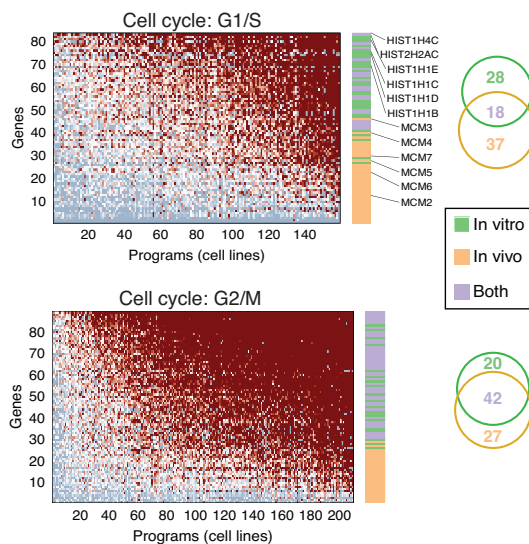 Cell cycle: G1/S
Genes
80
70
60
50
40
30
20
10
20 40 60 80 100 120 140
Programs (cell lines)
HIST1H4C
HIST2H2AC
HIST1H1E
HIST1H1C
HIST1H1D
HIST1H1B
MCM3
MCM4
MCM7
MCM5
MCM6
MCM2
28
18
37
In vitro
In vivo
Both
Cell cycle: G2/M
Genes
80
70
60
50
40
30
20
10
20 40 60 80 100 120 140 160 180 200
Programs (cell lines)
20
42
27